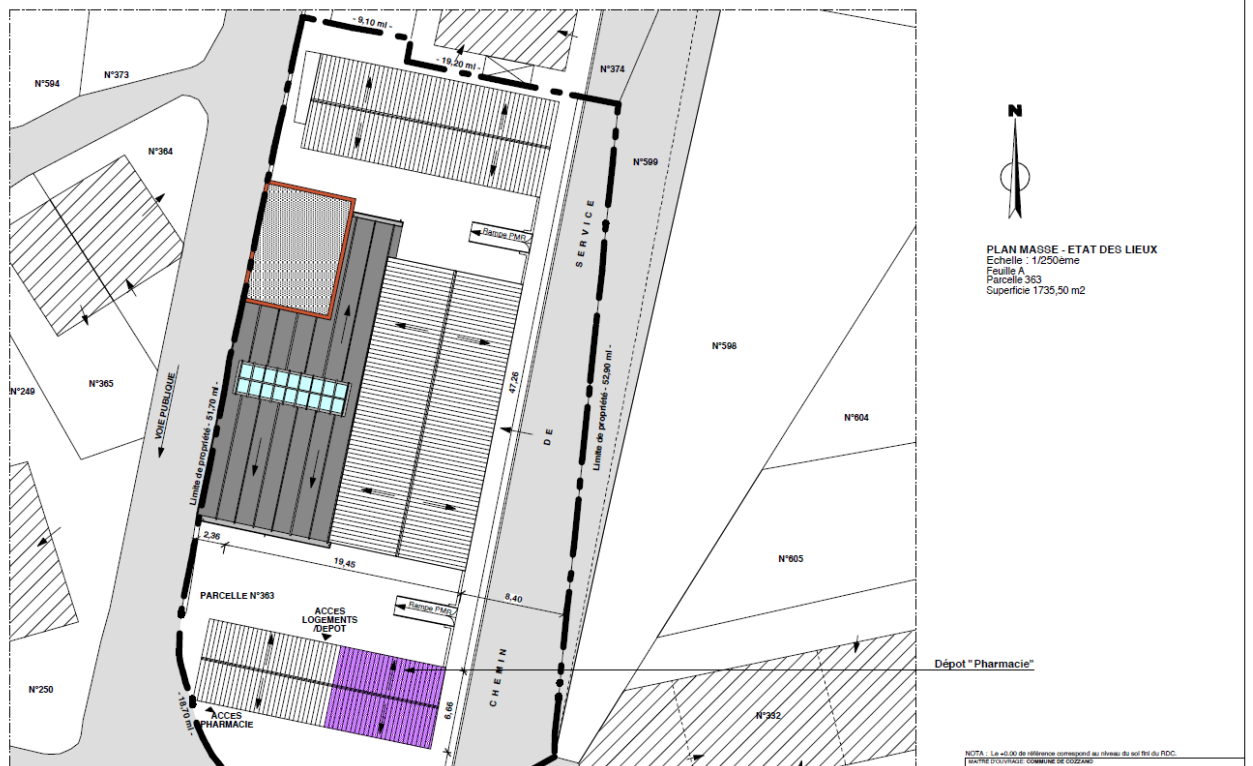 - 9,10 ml -
- 19,20 ml -
N°374
N°594
N°373
N°364
N°599
N
Rampe PMR
SERVICE
PLAN MASSE - ETAT DES LIEUX
Echelle : 1/250ème
Feuille A
Parcelle 363
Superficie 1735,50 m2
N°598
N°365
N°249
VOIE PUBLIQUE
Limite de propriété - 51,70 ml -
47,26
Limite de propriété - 52,90 ml -
N°604
DE
2,36
19,45
N°605
PARCELLE N°363
8,40
Rampe PMR
ACCES
LOGEMENTS
/DEPOT
CHEMIN
Dépot "Pharmacie"
N°250
- 18,70 ml -
ACCES
PHARMACIE
6,66
N°332
NOTA : Le +0.00 de référence correspond au niveau du sol fini du RDC.
MAITRE D'OUVRAGE: COMMUNE DE COZZANO